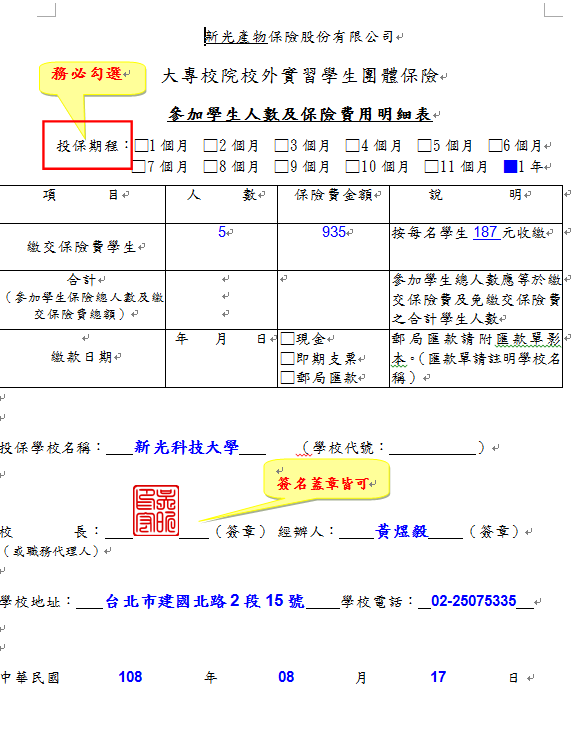 新光產物保險股份有限公司
務必勾選
大專校院校外實習學生團體保險
參加學生人數及保險費用明細表
投保期程：□1 個月 □2 個月 □3 個月 □4 個月 □5 個月 □6 個月
□7 個月 □8 個月 □9 個月 □10 個月 □11 個月 ■1 年
項 目 人 數 保險費金額 說 明
繳交保險費學生 5 935 按每名學生 187 元收繳
合計
（參加學生保險總人數及繳
交保險費總額）
參加學生總人數應等於繳
交保險費及免繳交保險費
之合計學生人數
繳款日期 年 月 日
□現金
□即期支票
□郵局匯款
郵局匯款請附匯款單影
本。（匯款單請註明學校名
稱）
投保學校名稱：新光科技大學 （學校代號： ）
簽名蓋章皆可
校 長： （簽章） 經辦人：黃煜毅（簽章）
（或職務代理人）
學校地址：台北市建國北路 2 段 15 號 學校電話：02-25075335
中華民國 108 年 08 月 17 日